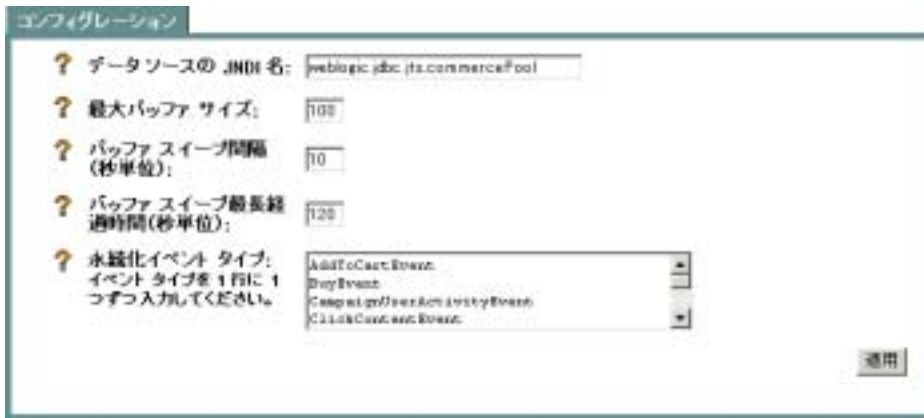 コンフィグレーション
? データソースの JNDI 名: weblogic.jdbc.jts.commercePool
? 最大バッファ サイズ: 100
? バッファ スイープ間隔
(秒単位): 10
? バッファ スイープ最長経
過時間(秒単位): 120
? 永続化イベント タイプ:
イベント タイプを 1 行に 1
つずつ入力してください。
AddToCartEvent
BuyEvent
CampaignUserActivityEvent
ClickContentEvent
適用